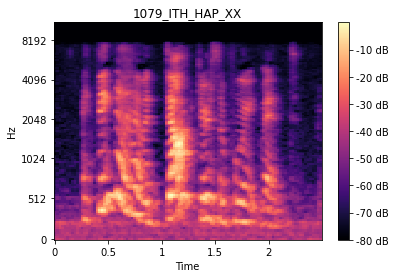 1079_ITH_HAP_XX
Hz
8192
4096
2048
1024
512
0
0 0.5 1 1.5 2
Time
-10 dB
-20 dB
-30 dB
-40 dB
-50 dB
-60 dB
-70 dB
-80 dB